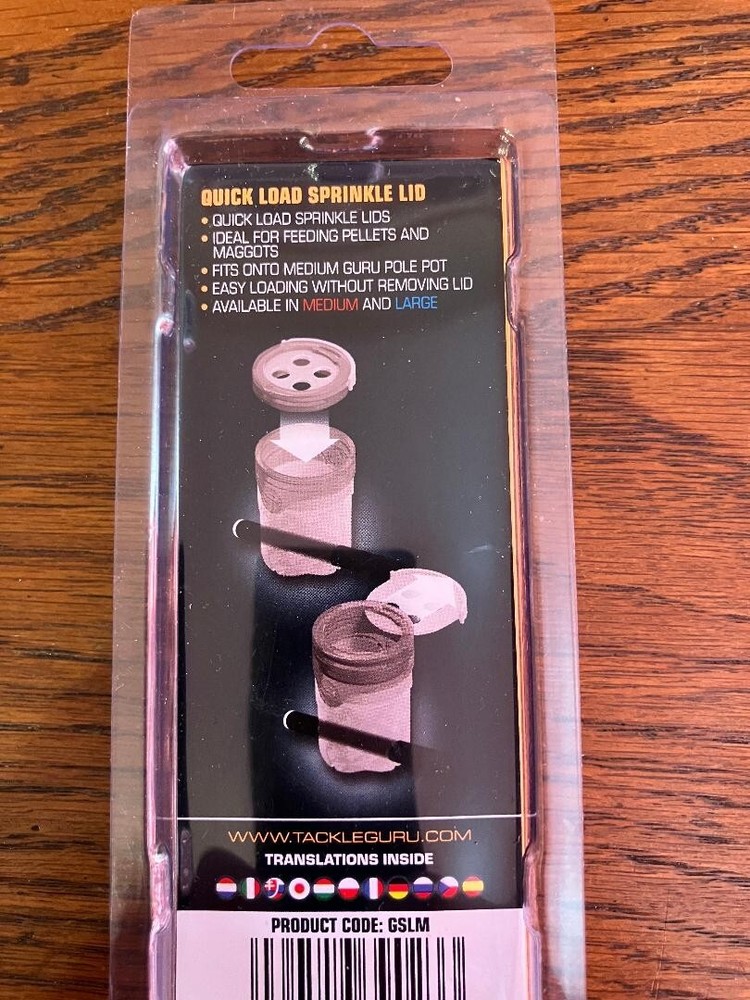 QUICK LOAD SPRINKLE LID
• QUICK LOAD SPRINKLE LIDS
• IDEAL FOR FEEDING PELLETS AND
MAGGOTS
• FITS ONTO MEDIUM GURU POLE POT
• EASY LOADING WITHOUT REMOVING LID
• AVAILABLE IN MEDIUM AND LARGE
WWW.TACKLEGURU.COM
TRANSLATIONS INSIDE
PRODUCT CODE: GSLM